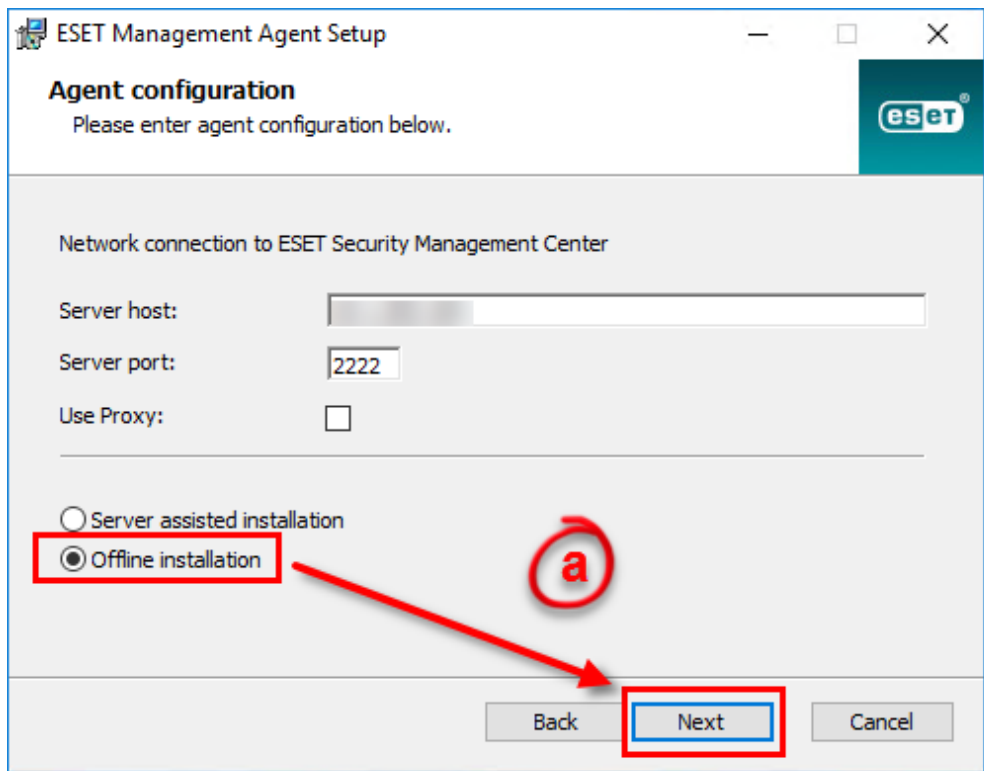 ESET Management Agent Setup
Agent configuration
Please enter agent configuration below.
eset®
Network connection to ESET Security Management Center
Server host:
Server port: 2222
Use Proxy:
Server assisted installation
Offline installation
a
Back Next Cancel